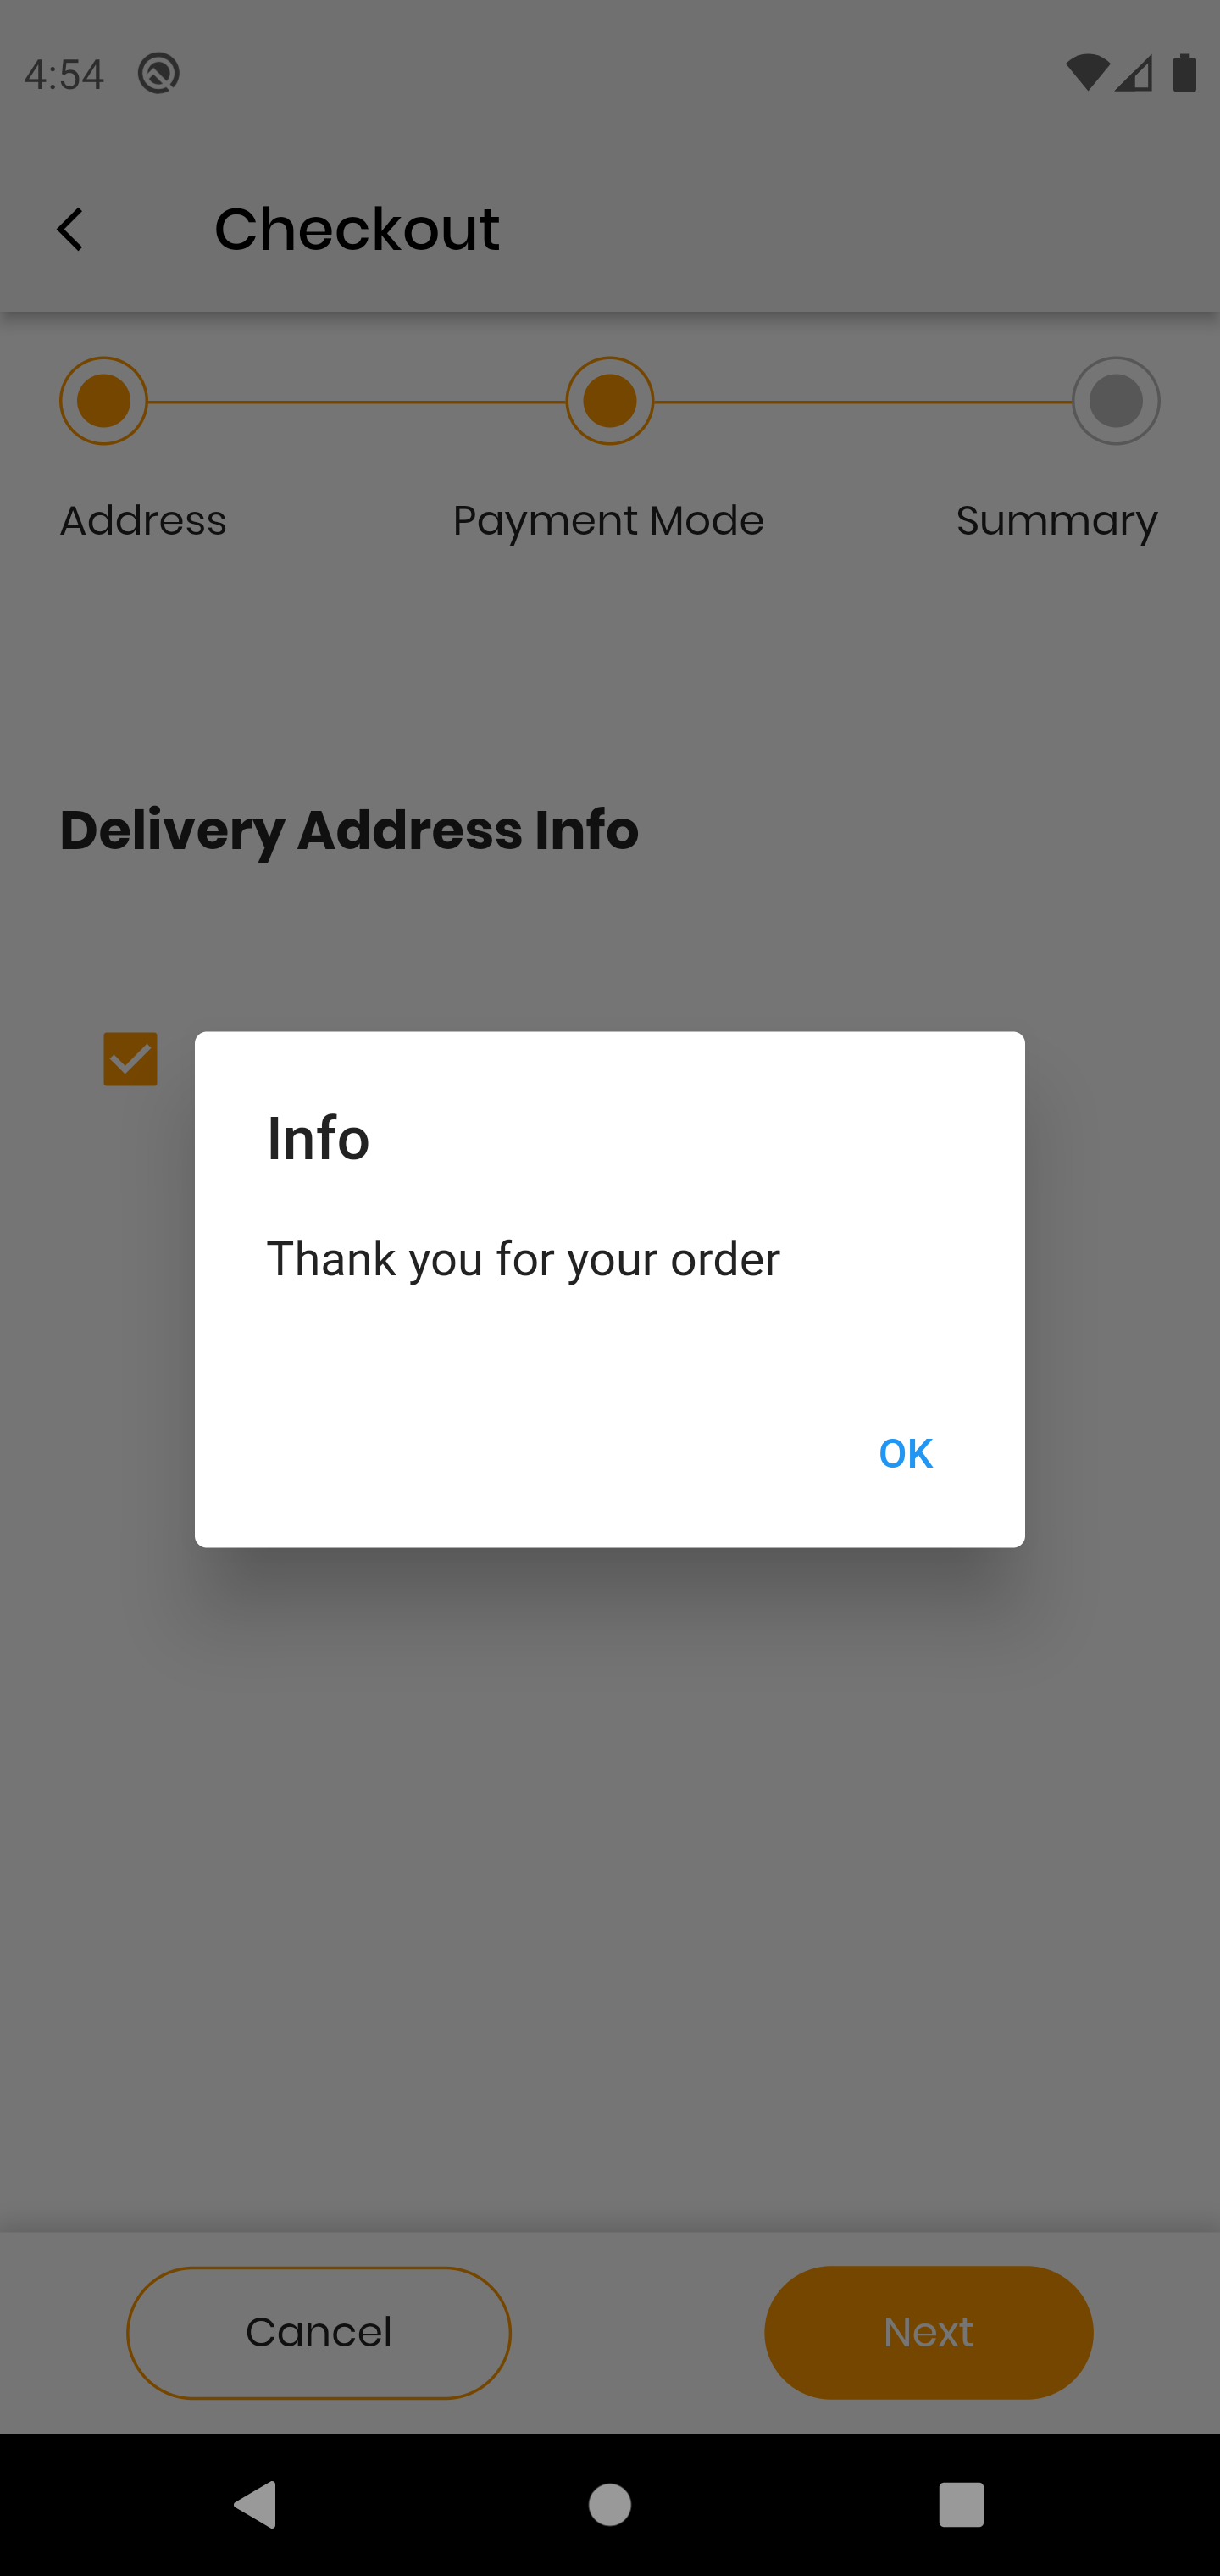 4:54
Checkout
Address Payment Mode Summary
Delivery Address Info
Info
Thank you for your order
OK
Cancel Next